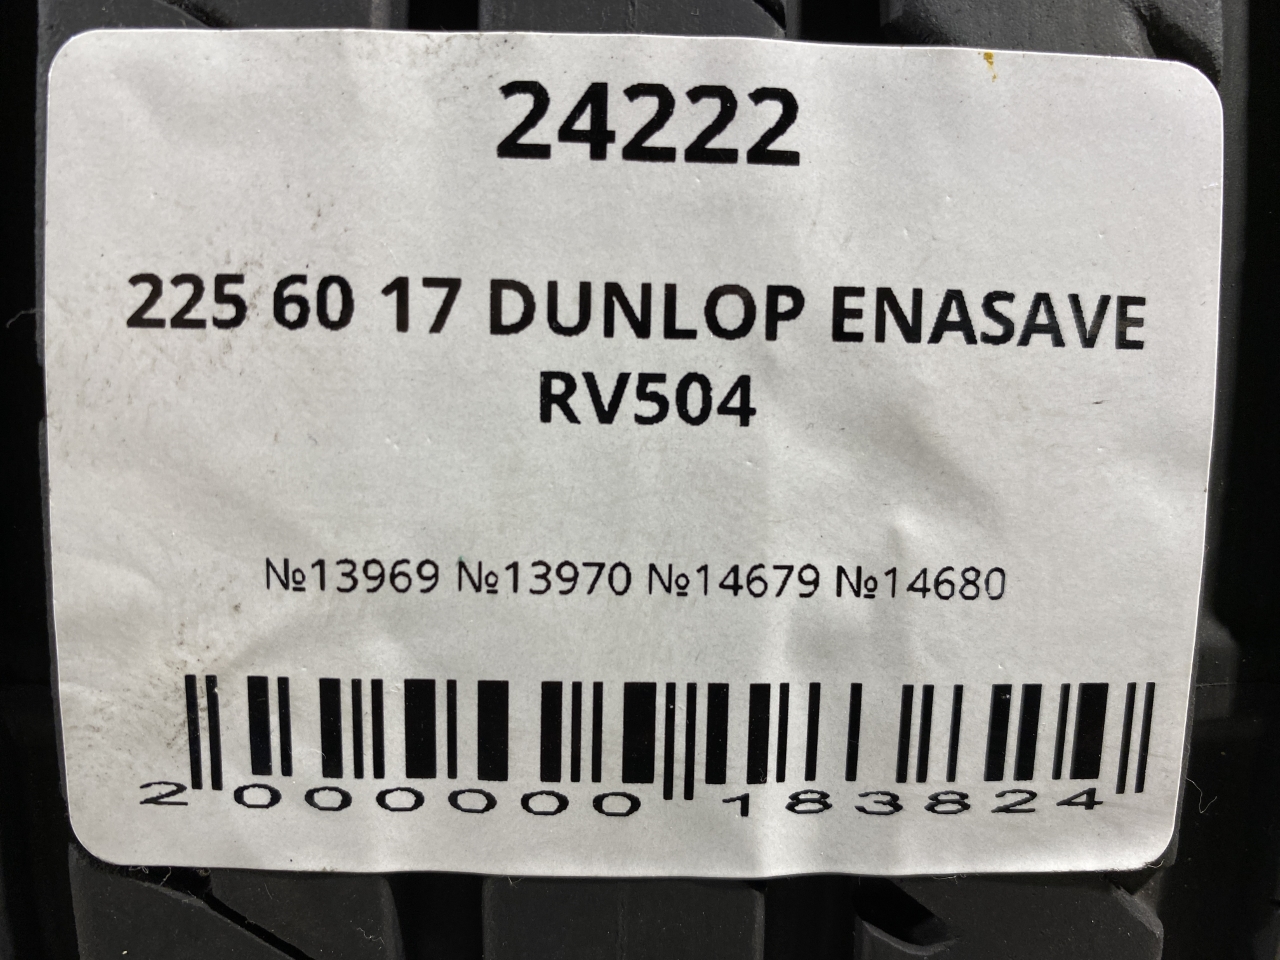 24222
225 60 17 DUNLOP ENASAVE
RV504
№13969 №13970 №14679 №14680
2 000000 183824